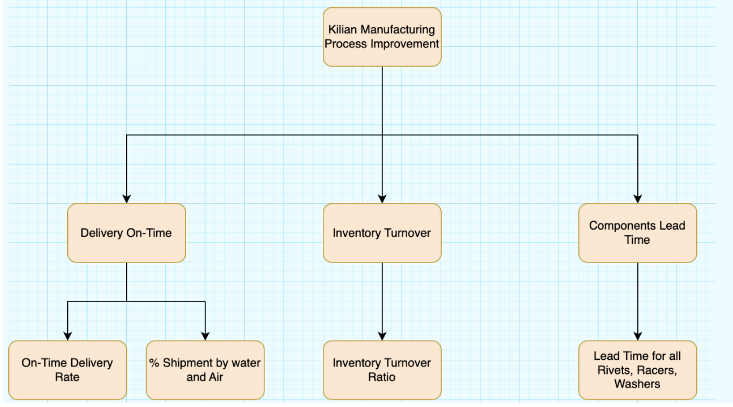 Kilian Manufacturing
Process Improvement
Delivery On-Time
Inventory Turnover
Components Lead
Time
On-Time Delivery
Rate
% Shipment by water
and Air
Inventory Turnover
Ratio
Lead Time for all
Rivets, Racers,
Washers